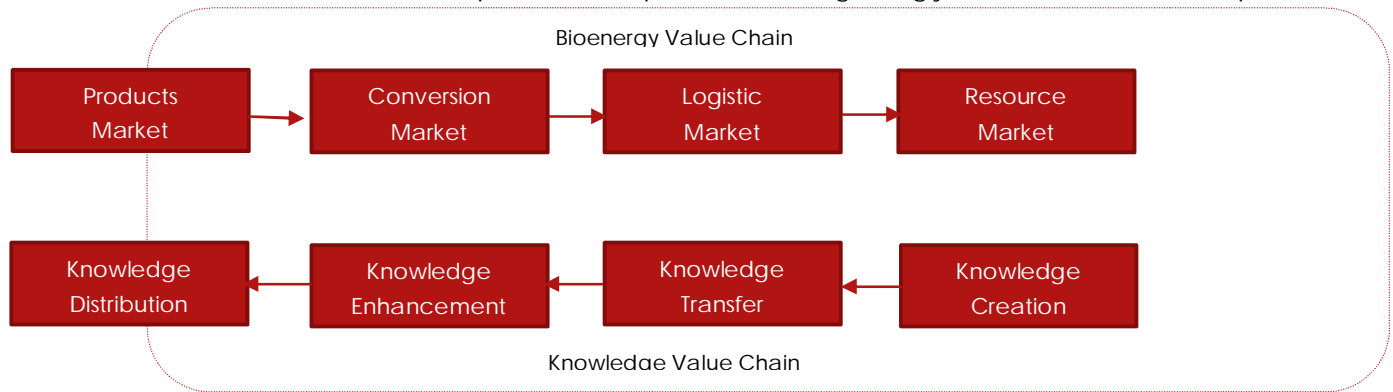 Bioenergy Value Chain
Products
Market
Conversion
Market
Logistic
Market
Resource
Market
Knowledge
Distribution
Knowledge
Enhancement
Knowledge
Transfer
Knowledge
Creation
Knowledge Value Chain